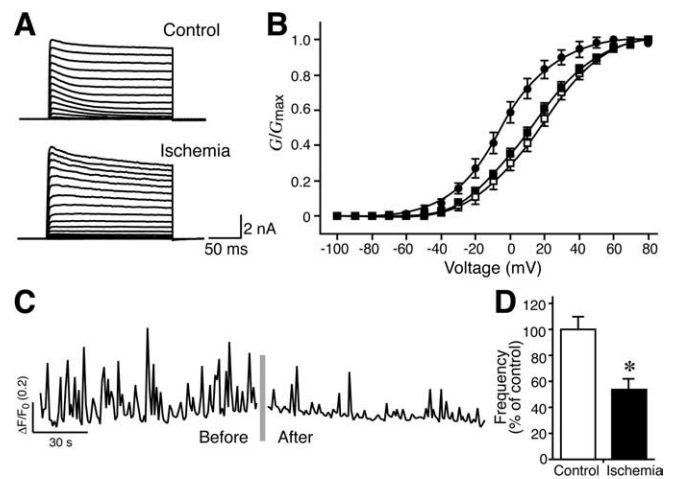 A
Control
Ischemia
2 nA
50 ms
B
G/Gmax
1.0
0.8
0.6
0.4
0.2
0
-100 -80 -60 -40 -20 0 20 40 60 80
Voltage (mV)
C
ΔF/F0 (0.2)
30 s
Before
After
D
Frequency
(% of control)
120
100
80
60
40
20
0
*
Control Ischemia